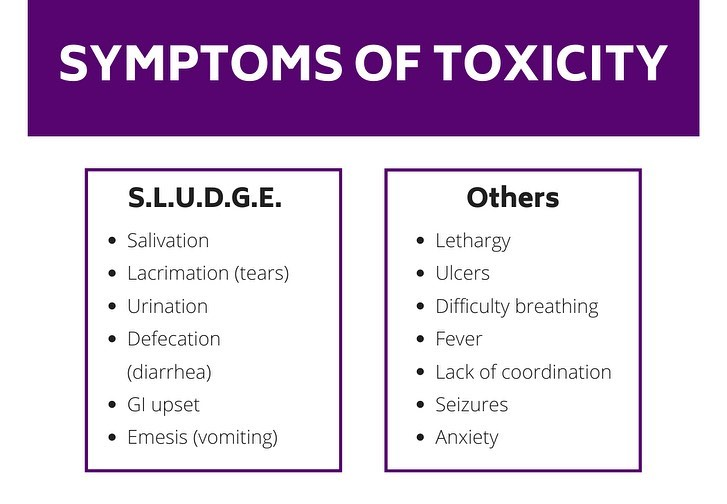 SYMPTOMS OF TOXICITY
S.L.U.D.G.E.
• Salivation
• Lacrimation (tears)
• Urination
• Defecation
(diarrhea)
• GI upset
• Emesis (vomiting)
Others
• Lethargy
• Ulcers
• Difficulty breathing
• Fever
• Lack of coordination
• Seizures
• Anxiety